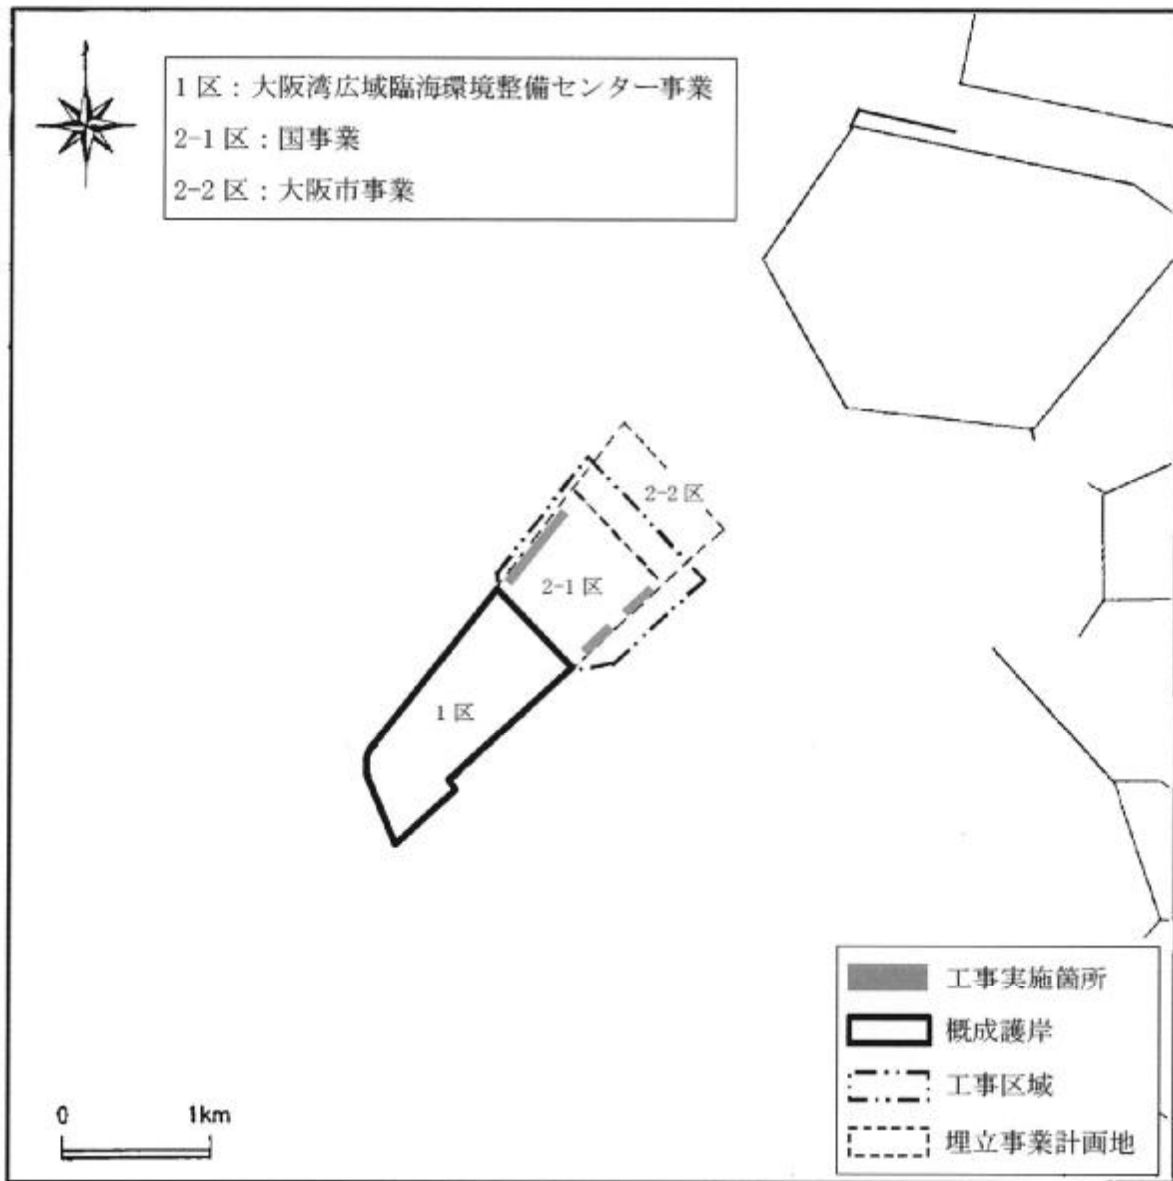 1区：大阪湾広域臨海環境整備センター事業
2-1区：国事業
2-2区：大阪市事業
2-2区
2-1区
1区
工事実施箇所
概成護岸
工事区域
埋立事業計画地
0 1km